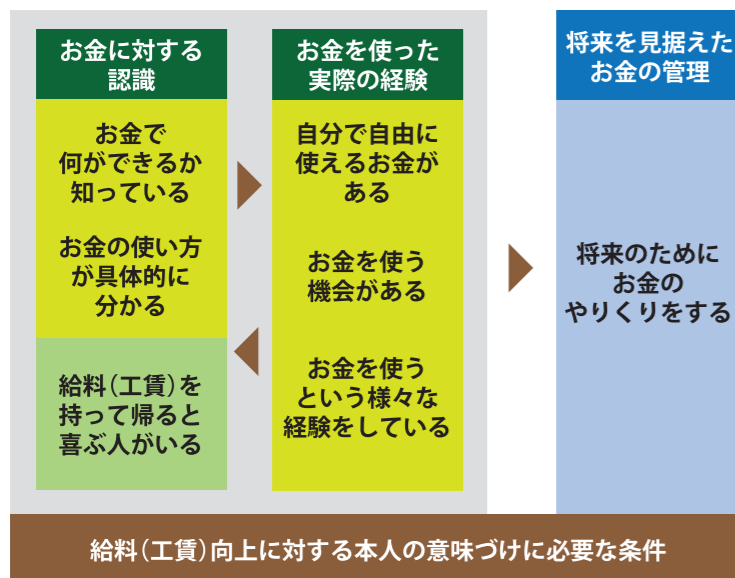 お金に対する
認識
お金で
何ができるか
知っている
お金の使い方
が具体的に
分かる
給料（工賃）を
持って帰ると
喜ぶ人がいる
お金を使った
実際の経験
自分で自由に
使えるお金が
ある
お金を使う
機会がある
お金を使う
という様々な
経験をしている
将来を見据えた
お金の管理
将来のために
お金の
やりくりをする
給料（工賃）向上に対する本人の意味づけに必要な条件